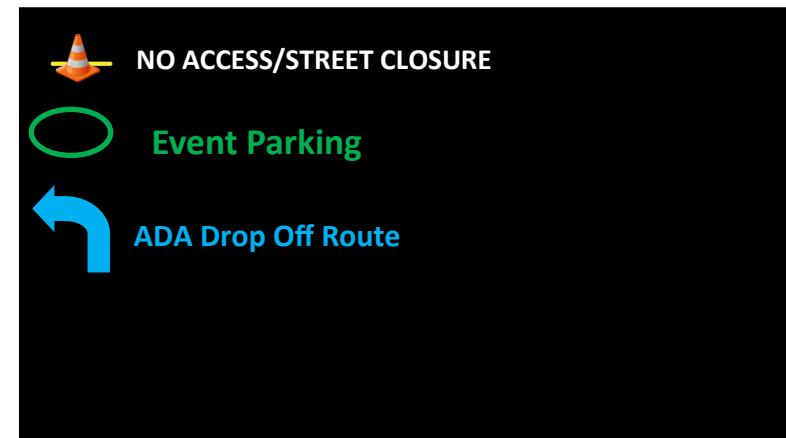 NO ACCESS/STREET CLOSURE
Event Parking
ADA Drop Off Route